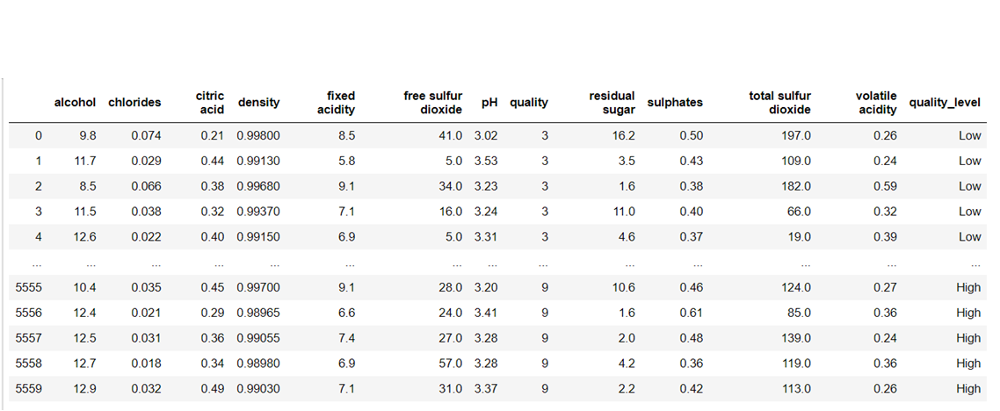 alcohol chlorides citric acid density fixed acidity free sulfur dioxide pH quality residual sugar sulphates total sulfur dioxide volatile acidity quality_level
0 9.8 0.074 0.21 0.99800 8.5 41.0 3.02 3 16.2 0.50 197.0 0.26 Low
1 11.7 0.029 0.44 0.99130 5.8 5.0 3.53 3 3.5 0.43 109.0 0.24 Low
2 8.5 0.066 0.38 0.99680 9.1 34.0 3.23 3 1.6 0.38 182.0 0.59 Low
3 11.5 0.038 0.32 0.99370 7.1 16.0 3.24 3 11.0 0.40 66.0 0.32 Low
4 12.6 0.022 0.40 0.99150 6.9 5.0 3.31 3 4.6 0.37 19.0 0.39 Low
... ... ... ... ... ... ... ... ... ... ... ... ... ...
5555 10.4 0.035 0.45 0.99700 9.1 28.0 3.20 9 10.6 0.46 124.0 0.27 High
5556 12.4 0.021 0.29 0.98965 6.6 24.0 3.41 9 1.6 0.61 85.0 0.36 High
5557 12.5 0.031 0.36 0.99055 7.4 27.0 3.28 9 2.0 0.48 139.0 0.24 High
5558 12.7 0.018 0.34 0.98980 6.9 57.0 3.28 9 4.2 0.36 119.0 0.36 High
5559 12.9 0.032 0.49 0.99030 7.1 31.0 3.37 9 2.2 0.42 113.0 0.26 High